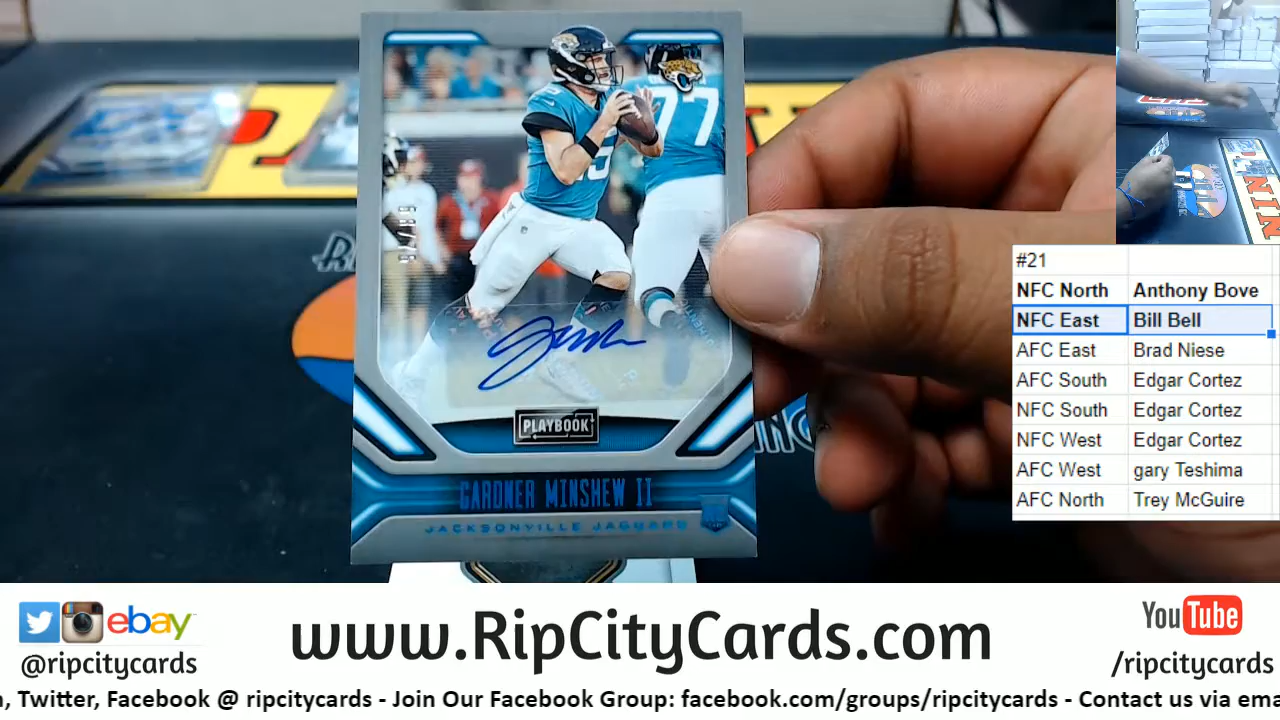 77
15
PLAYBOOK
GARDNER MINSHEW II
JACKSONVILLE JAGUARS
#21
NFC North Anthony Bove
NFC East Bill Bell
AFC East Brad Niese
AFC South Edgar Cortez
NFC South Edgar Cortez
NFC West Edgar Cortez
AFC West gary Teshima
AFC North Trey McGuire
ebay
@ripcitycards
www.RipCityCards.com
YouTube
/ripcitycards
, Twitter, Facebook @ ripcitycards - Join Our Facebook Group: facebook.com/groups/ripcitycards - Contact us via